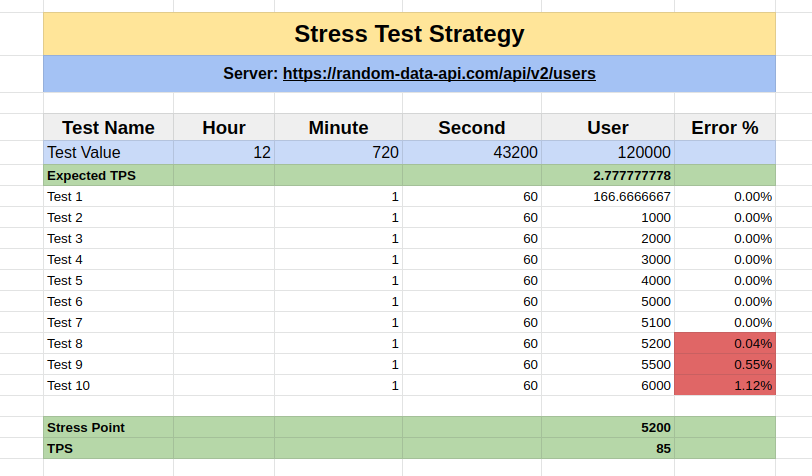 Stress Test Strategy
Server: https://random-data-api.com/api/v2/users
Test Name Hour Minute Second User Error %
Test Value 12 720 43200 120000
Expected TPS 2.777777778
Test 1 1 60 166.6666667 0.00%
Test 2 1 60 1000 0.00%
Test 3 1 60 2000 0.00%
Test 4 1 60 3000 0.00%
Test 5 1 60 4000 0.00%
Test 6 1 60 5000 0.00%
Test 7 1 60 5100 0.00%
Test 8 1 60 5200 0.04%
Test 9 1 60 5500 0.55%
Test 10 1 60 6000 1.12%
Stress Point 5200
TPS 85